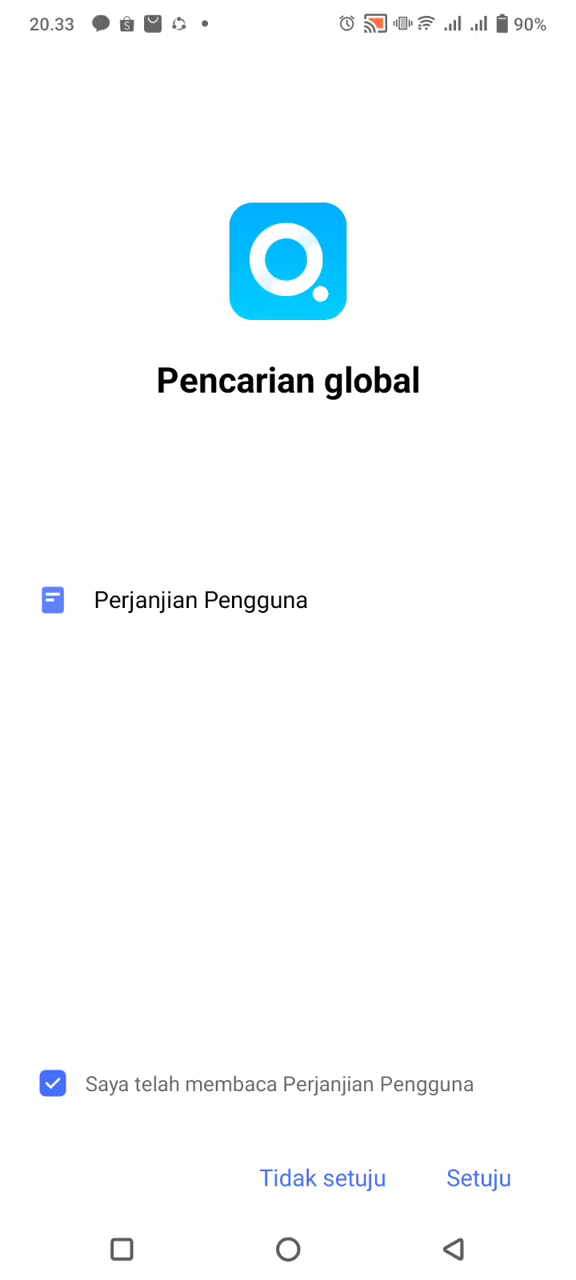 20.33
90%
Pencarian global
Perjanjian Pengguna
Saya telah membaca Perjanjian Pengguna
Tidak setuju
Setuju